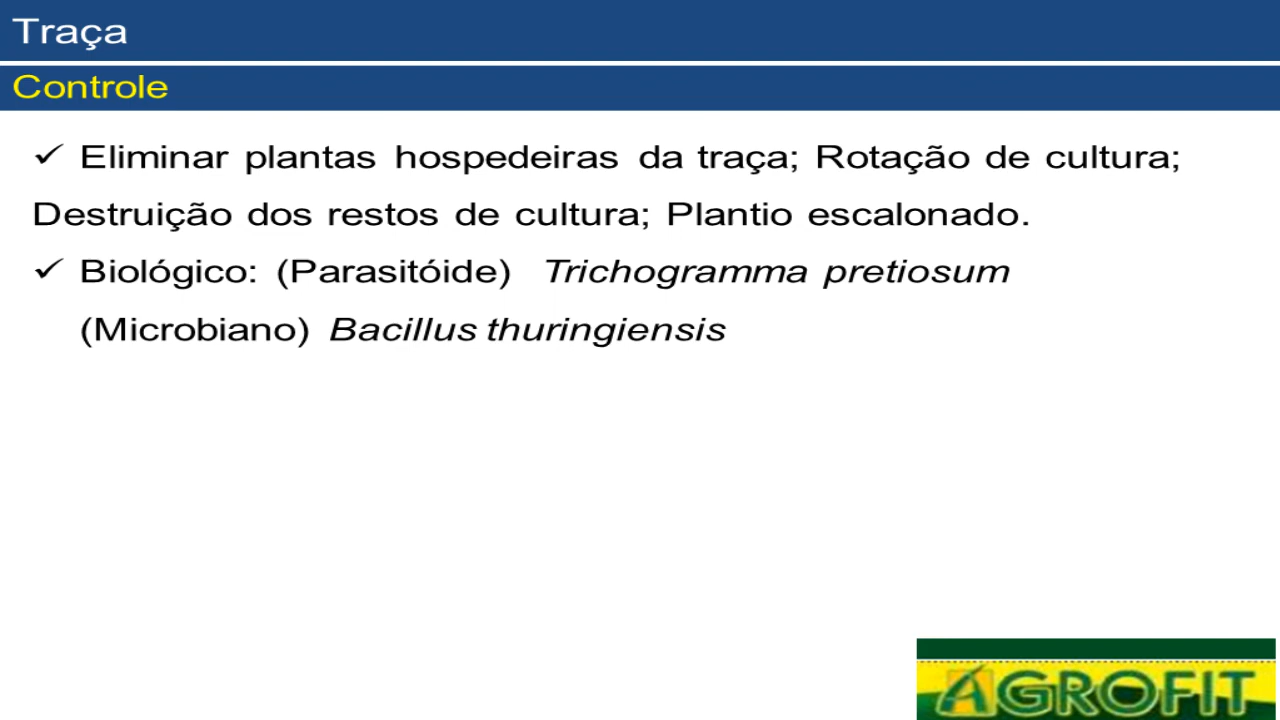 Traça
Controle
✓ Eliminar plantas hospedeiras da traça; Rotação de cultura;
Destruição dos restos de cultura; Plantio escalonado.
✓ Biológico: (Parasitóide) Trichogramma pretiosum
(Microbiano) Bacillus thuringiensis
AGROFIT